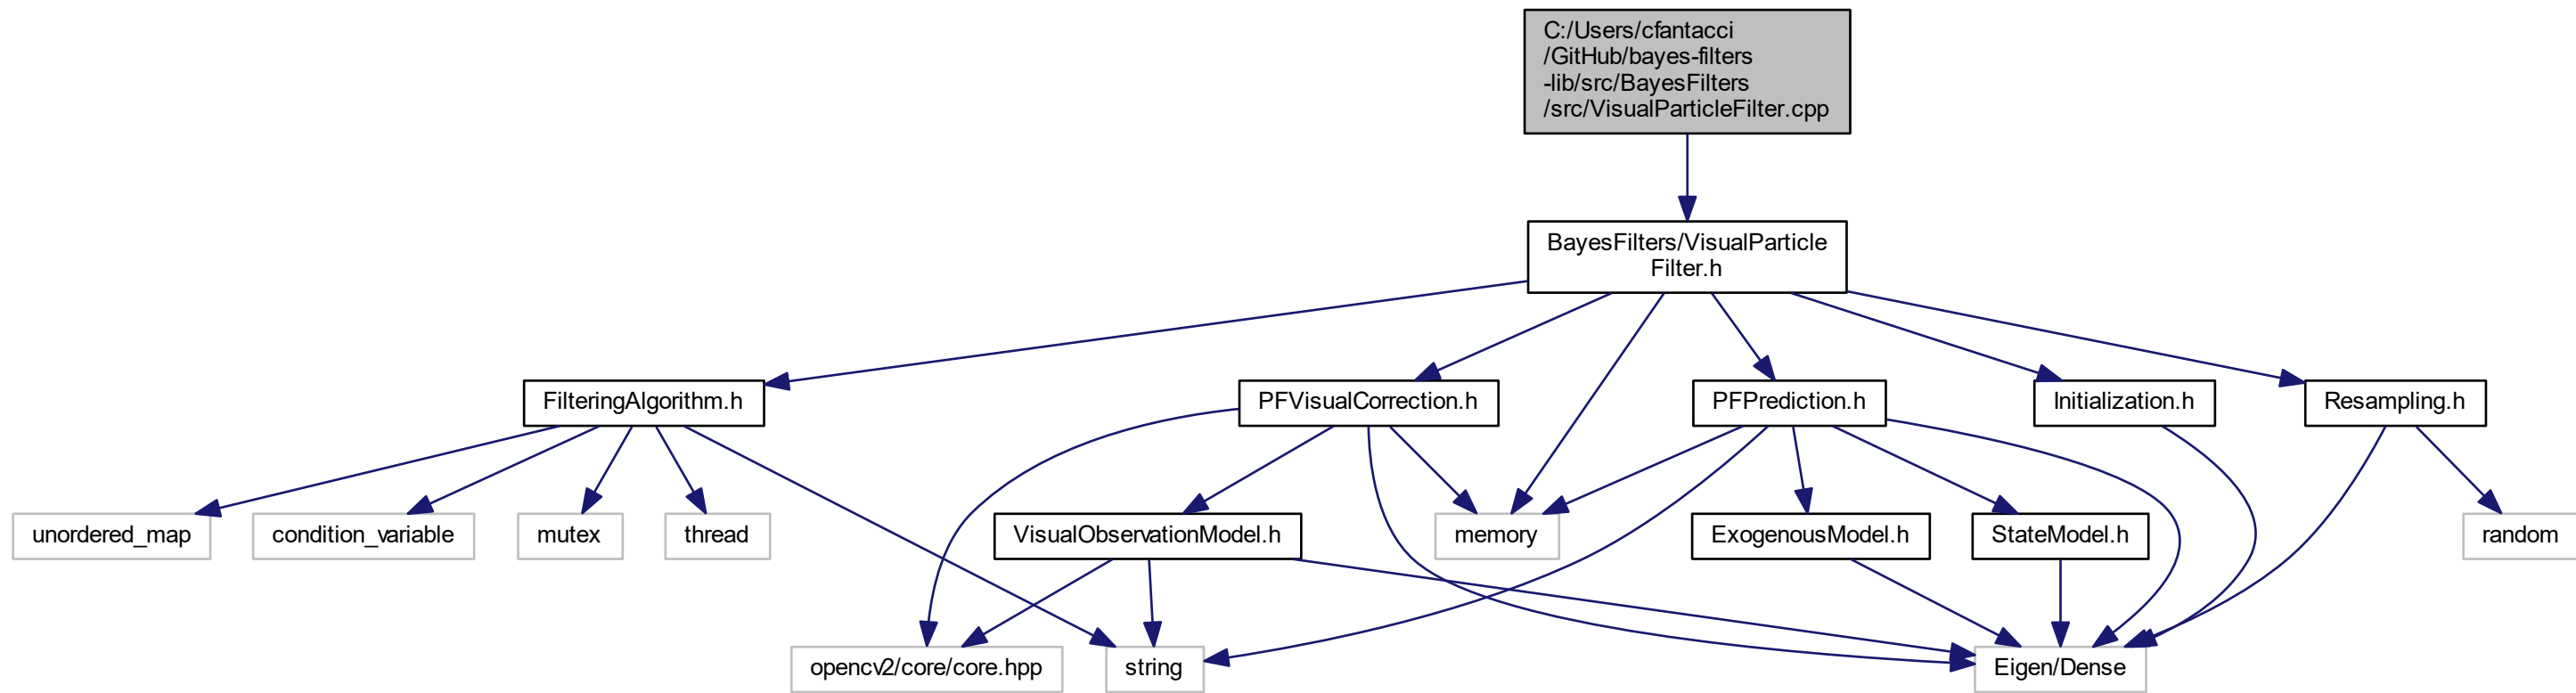 C:/Users/cfantacci
/GitHub/bayes-filters
-lib/src/BayesFilters
/src/VisualParticleFilter.cpp
BayesFilters/VisualParticle
Filter.h
FilteringAlgorithm.h
PFVisualCorrection.h
PFPrediction.h
Initialization.h
Resampling.h
unordered_map
condition_variable
mutex
thread
VisualObservationModel.h
memory
ExogenousModel.h
StateModel.h
random
opencv2/core/core.hpp
string
Eigen/Dense